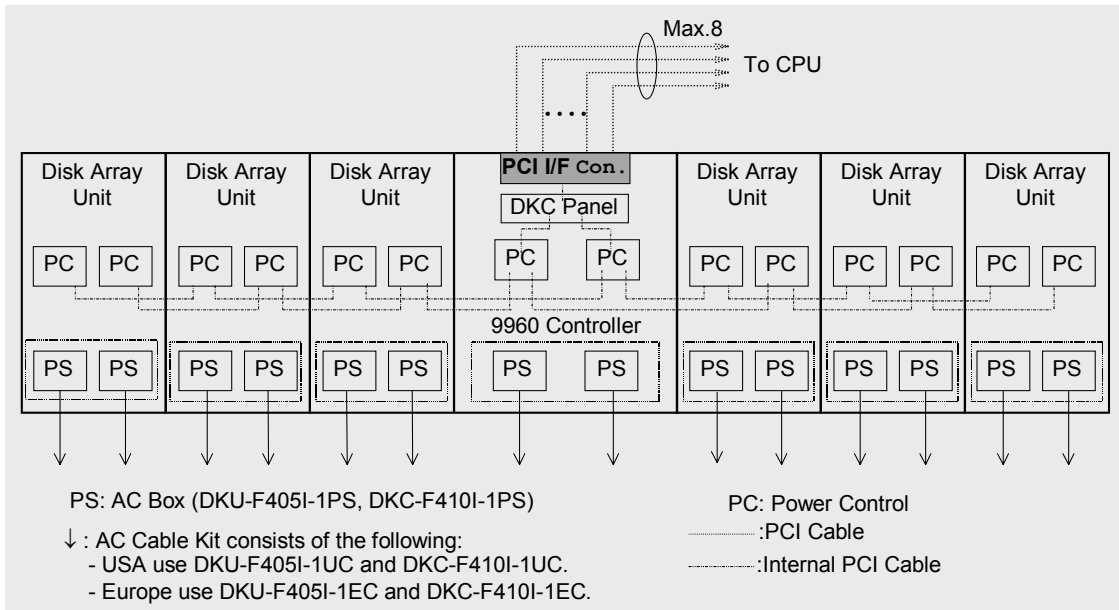 Max.8
To CPU
Disk Array Unit
Disk Array Unit
Disk Array Unit
PCI I/F Con.
Disk Array Unit
Disk Array Unit
Disk Array Unit
DKC Panel
PC PC PC PC PC PC PC PC PC PC PC PC PC PC
9960 Controller
PS PS PS PS PS PS PS PS PS PS PS PS PS PS
PS: AC Box (DKU-F405I-1PS, DKC-F410I-1PS)
↓ : AC Cable Kit consists of the following:
- USA use DKU-F405I-1UC and DKC-F410I-1UC.
- Europe use DKU-F405I-1EC and DKC-F410I-1EC.
PC: Power Control
:PCI Cable
:Internal PCI Cable